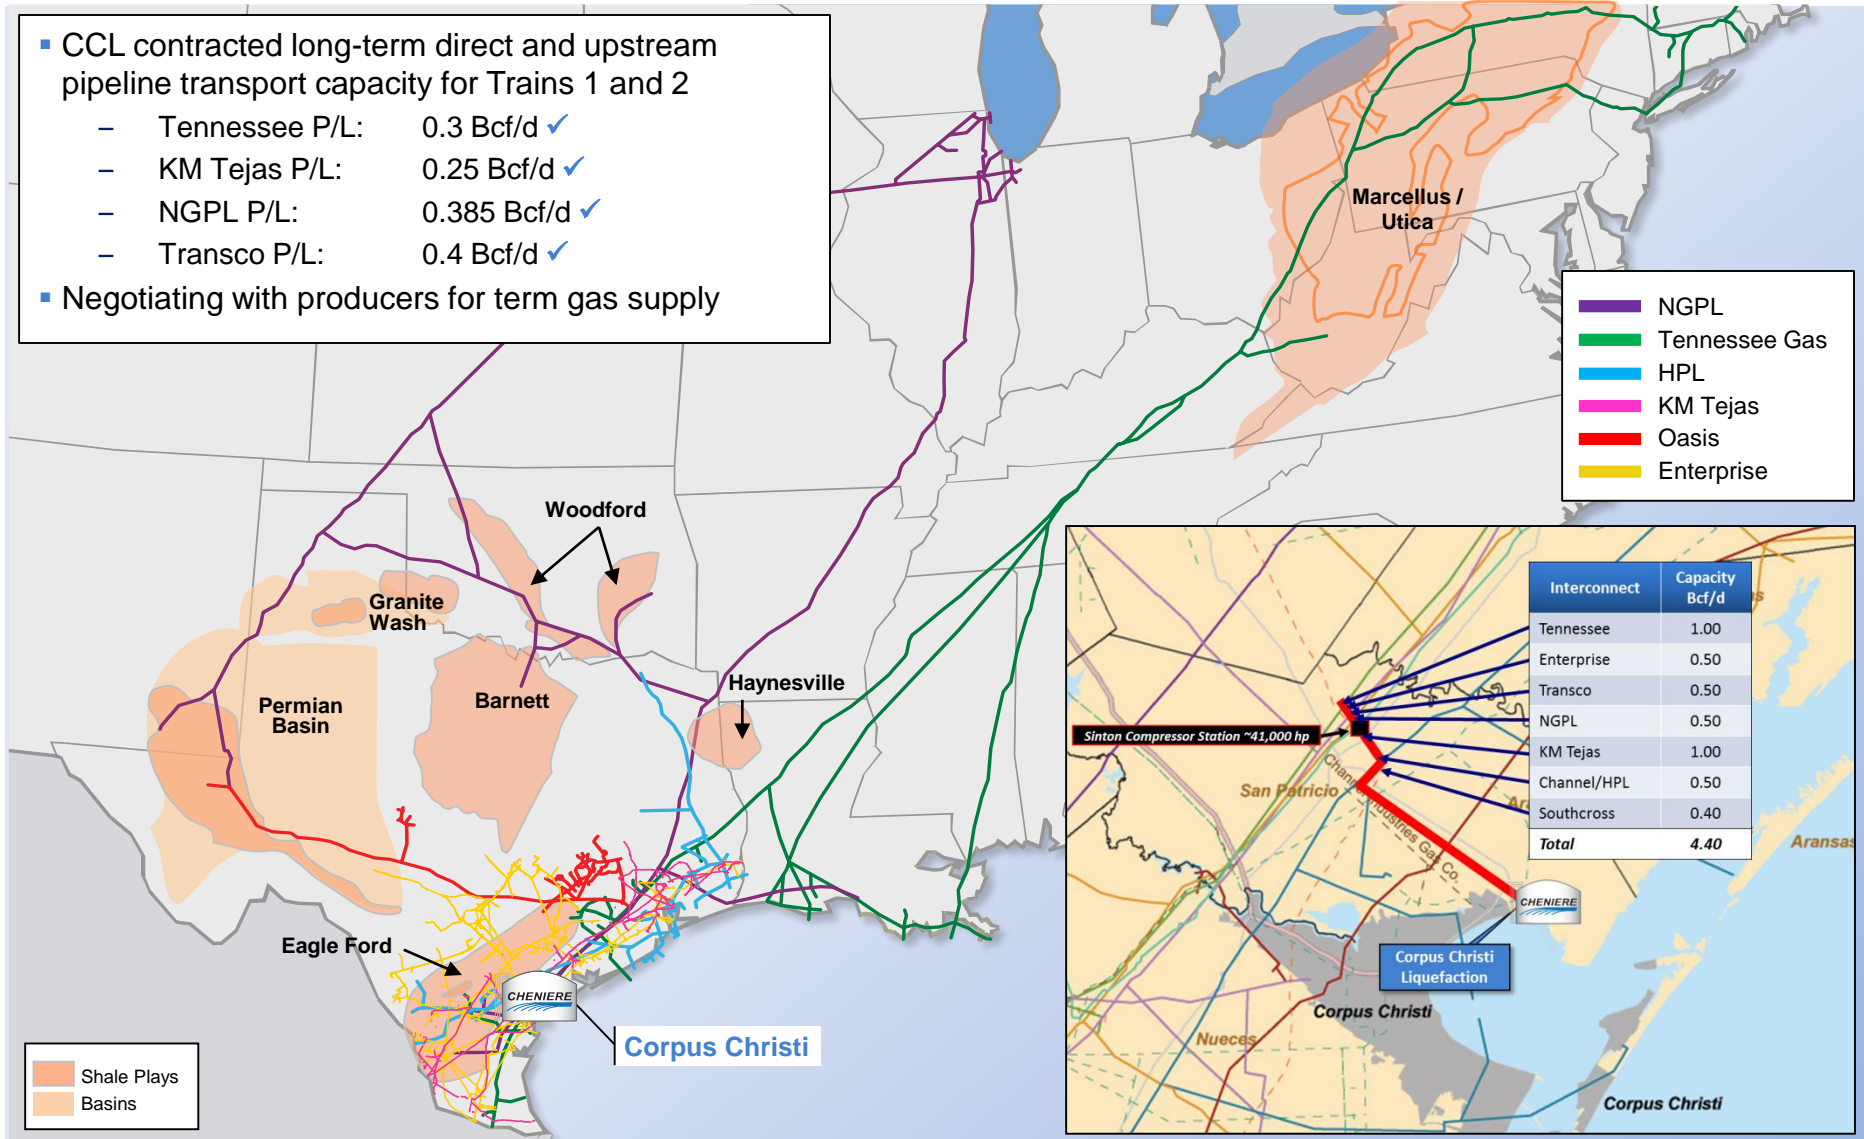 ▪ CCL contracted long-term direct and upstream
pipeline transport capacity for Trains 1 and 2
– Tennessee P/L: 0.3 Bcf/d ✓
– KM Tejas P/L: 0.25 Bcf/d ✓
– NGPL P/L: 0.385 Bcf/d ✓
– Transco P/L: 0.4 Bcf/d ✓
▪ Negotiating with producers for term gas supply
Marcellus /
Utica
NGPL
Tennessee Gas
HPL
KM Tejas
Oasis
Enterprise
Woodford
Granite
Wash
Permian
Basin
Barnett
Haynesville
Eagle Ford
CHENIERE
Corpus Christi
Shale Plays
Basins
Interconnect Capacity
Bcf/d
Tennessee 1.00
Enterprise 0.50
Transco 0.50
NGPL 0.50
KM Tejas 1.00
Channel/HPL 0.50
Southcross 0.40
Total 4.40
Sinton Compressor Station ~41,000 hp
San Patricio
Aransas
CHENIERE
Corpus Christi
Liquefaction
Corpus Christi
Nueces
Corpus Christi